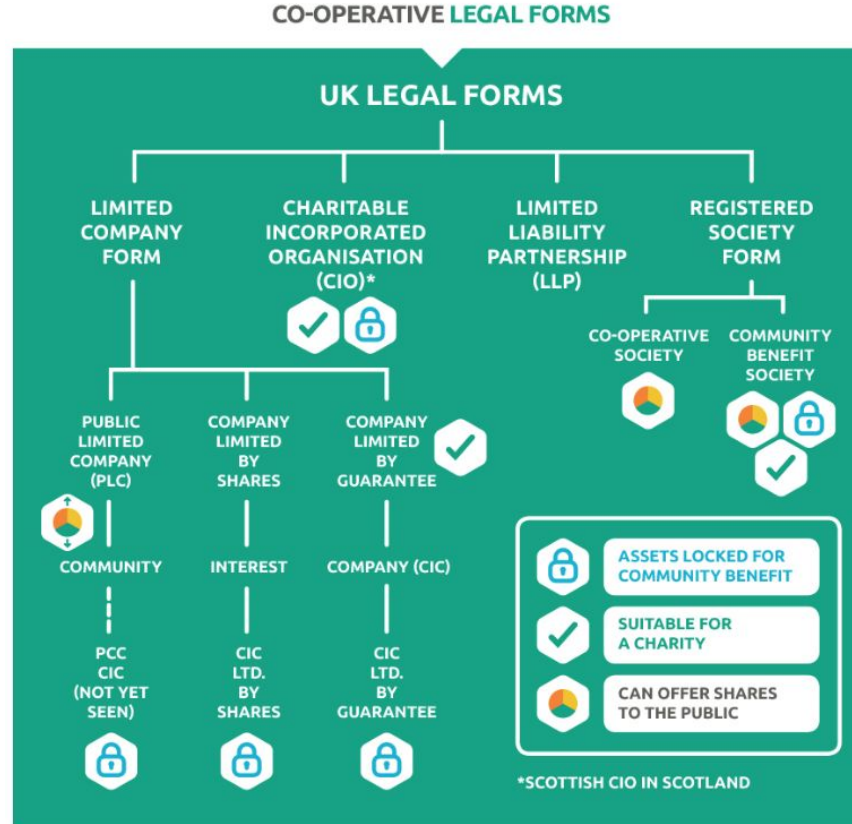 CO-OPERATIVE LEGAL FORMS
UK LEGAL FORMS
LIMITED
COMPANY
FORM
CHARITABLE
INCORPORATED
ORGANISATION
(CIO)*
LIMITED
LIABILITY
PARTNERSHIP
(LLP)
REGISTERED
SOCIETY
FORM
CO-OPERATIVE
SOCIETY
COMMUNITY
BENEFIT
SOCIETY
PUBLIC
LIMITED
COMPANY
(PLC)
COMPANY
LIMITED
BY
SHARES
COMPANY
LIMITED
BY
GUARANTEE
COMMUNITY
INTEREST
COMPANY (CIC)
PCC
CIC
(NOT YET
SEEN)
CIC
LTD.
BY
SHARES
CIC
LTD.
BY
GUARANTEE
ASSETS LOCKED FOR
COMMUNITY BENEFIT
SUITABLE FOR
A CHARITY
CAN OFFER SHARES
TO THE PUBLIC
*SCOTTISH CIO IN SCOTLAND